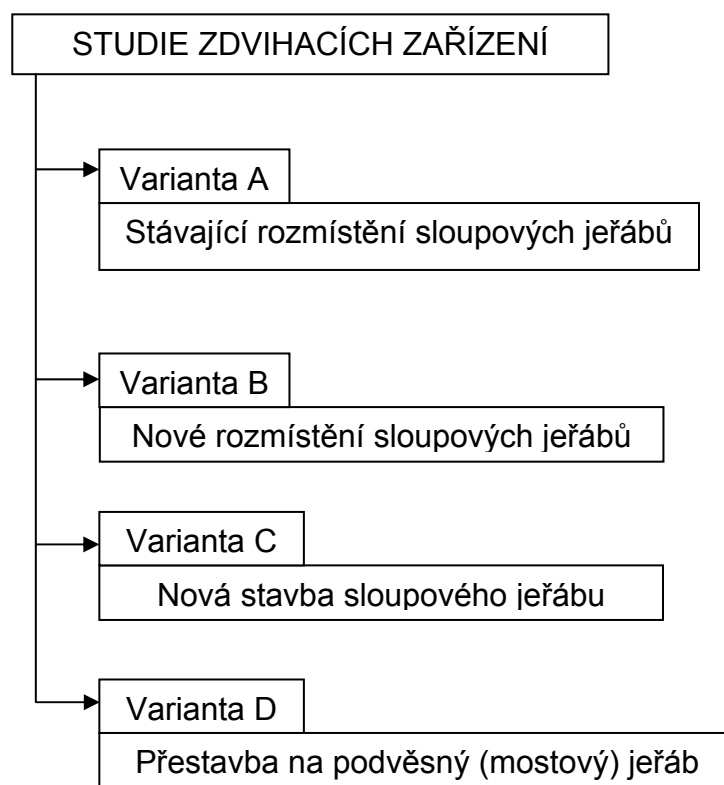 STUDIE ZDVIHACÍCH ZAŘÍZENÍ
Varianta A
Stávající rozmístění sloupových jeřábů
Varianta B
Nové rozmístění sloupových jeřábů
Varianta C
Nová stavba sloupového jeřábu
Varianta D
Přestavba na podvěsný (mostový) jeřáb